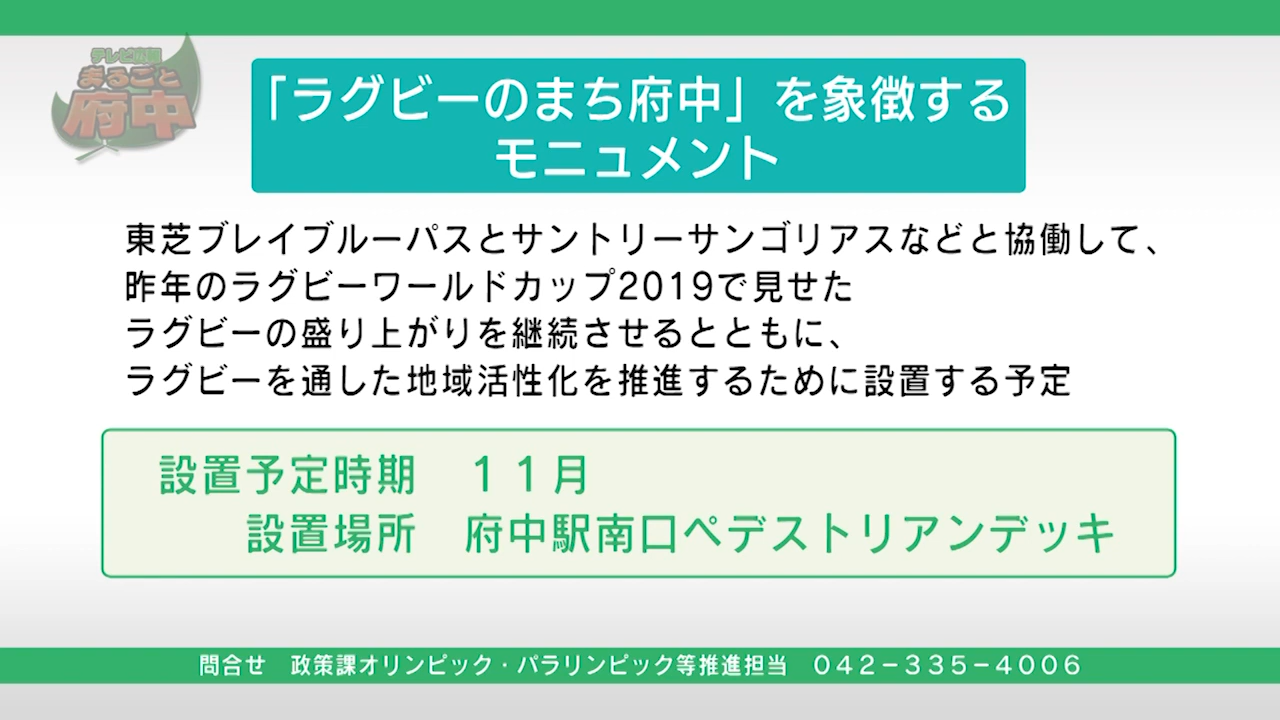 テレビ広報
まるごと
府中
「ラグビーのまち府中」を象徴する
モニュメント
東芝ブレイブルーパスとサントリーサンゴリアスなどと協働して、
昨年のラグビーワールドカップ2019で見せた
ラグビーの盛り上がりを継続させるとともに、
ラグビーを通した地域活性化を推進するために設置する予定
設置予定時期　１１月
設置場所　府中駅南口ペデストリアンデッキ
問合せ　政策課オリンピック・パラリンピック等推進担当　０４２－３３５－４００６